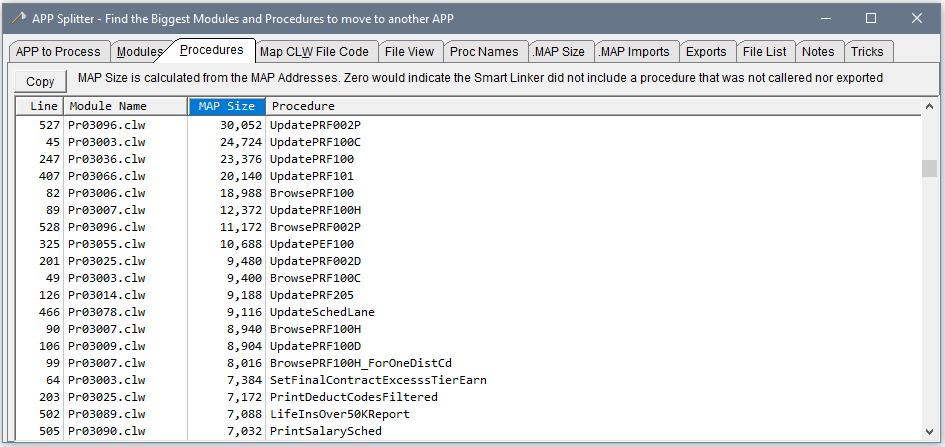 APP Splitter - Find the Biggest Modules and Procedures to move to another APP
APP to Process Modules Procedures Map CLW File Code File View Proc Names .MAP Size .MAP Imports Exports File List Notes Tricks
Copy MAP Size is calculated from the MAP Addresses. Zero would indicate the Smart Linker did not include a procedure that was not callered nor exported
Line Module Name MAP Size Procedure
527 Pr03096.clw 30,052 UpdatePRF002P
45 Pr03003.clw 24,724 UpdatePRF100C
247 Pr03036.clw 23,376 UpdatePRF100
407 Pr03066.clw 20,140 UpdatePRF101
82 Pr03006.clw 18,988 BrowsePRF100
89 Pr03007.clw 12,372 UpdatePRF100H
528 Pr03096.clw 11,172 BrowsePRF002P
325 Pr03055.clw 10,688 UpdatePEF100
201 Pr03025.clw 9,480 UpdatePRF002D
49 Pr03003.clw 9,400 BrowsePRF100C
126 Pr03014.clw 9,188 UpdatePRF205
466 Pr03078.clw 9,116 UpdateSchedLane
90 Pr03007.clw 8,940 BrowsePRF100H
106 Pr03009.clw 8,904 UpdatePRF100D
99 Pr03007.clw 8,016 BrowsePRF100H_ForOneDistCd
64 Pr03003.clw 7,384 SetFinalContractExcesssTierEarn
203 Pr03025.clw 7,172 PrintDeductCodesFiltered
502 Pr03089.clw 7,088 LifeInsOver50KReport
505 Pr03090.clw 7,032 PrintSalarySched